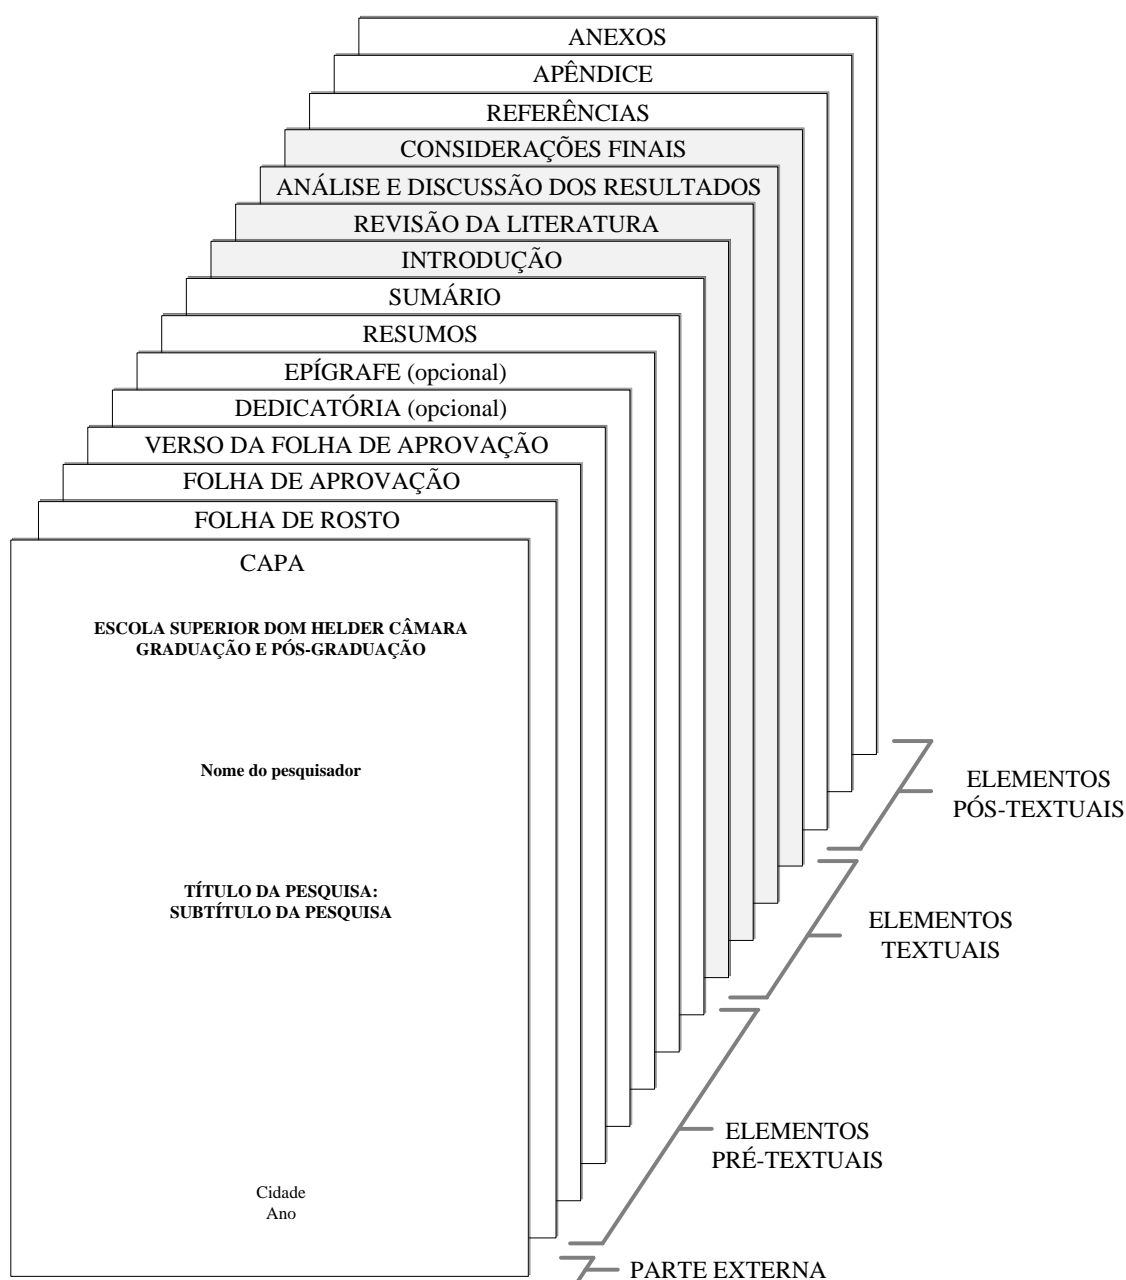 ANEXOS
APÊNDICE
REFERÊNCIAS
CONSIDERAÇÕES FINAIS
ANÁLISE E DISCUSSÃO DOS RESULTADOS
REVISÃO DA LITERATURA
INTRODUÇÃO
SUMÁRIO
RESUMOS
EPÍGRAFE (opcional)
DEDICATÓRIA (opcional)
VERSO DA FOLHA DE APROVAÇÃO
FOLHA DE APROVAÇÃO
FOLHA DE ROSTO
CAPA
ESCOLA SUPERIOR DOM HELDER CÂMARA
GRADUAÇÃO E PÓS-GRADUAÇÃO
Nome do pesquisador
TÍTULO DA PESQUISA:
SUBTÍTULO DA PESQUISA
Cidade
Ano
ELEMENTOS
PÓS-TEXTUAIS
ELEMENTOS
TEXTUAIS
ELEMENTOS
PRÉ-TEXTUAIS
PARTE EXTERNA